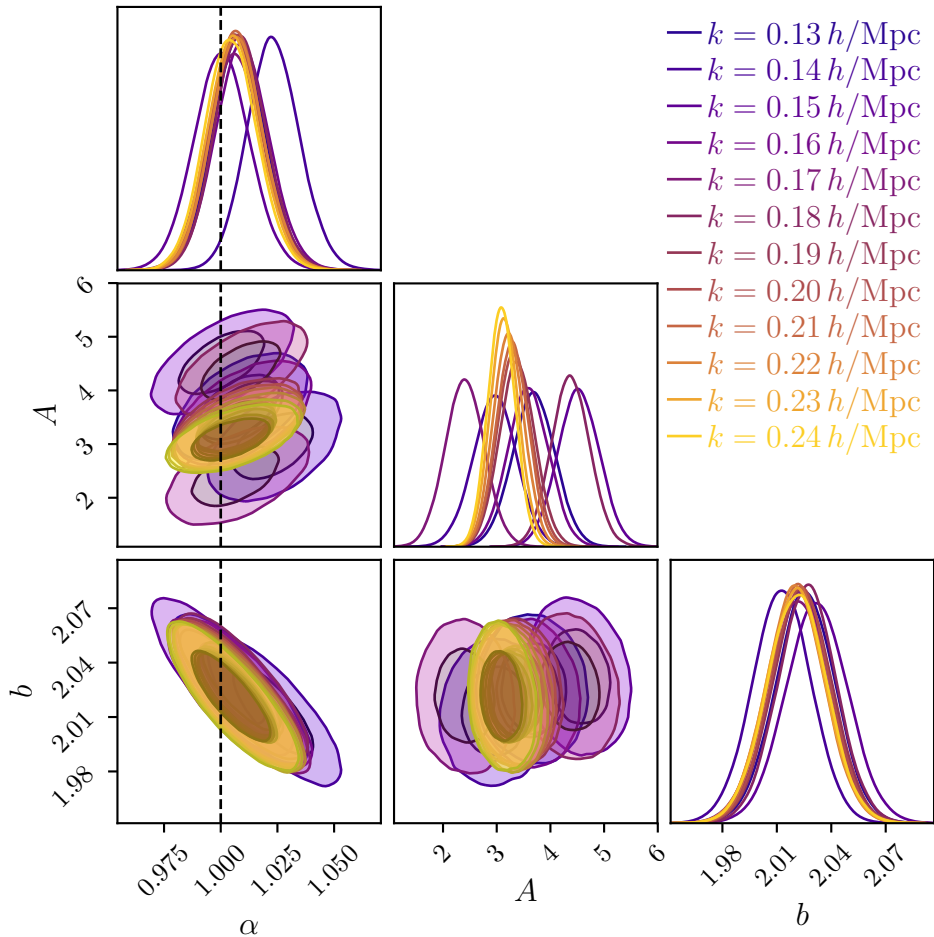 k = 0.13 h/Mpc
k = 0.14 h/Mpc
k = 0.15 h/Mpc
k = 0.16 h/Mpc
k = 0.17 h/Mpc
k = 0.18 h/Mpc
k = 0.19 h/Mpc
k = 0.20 h/Mpc
k = 0.21 h/Mpc
k = 0.22 h/Mpc
k = 0.23 h/Mpc
k = 0.24 h/Mpc
6
5
4
3
2
A
2.07
2.04
2.01
1.98
b
0.975 1.000 1.025 1.050
α
2 3 4 5 6
A
1.98 2.01 2.04 2.07
b